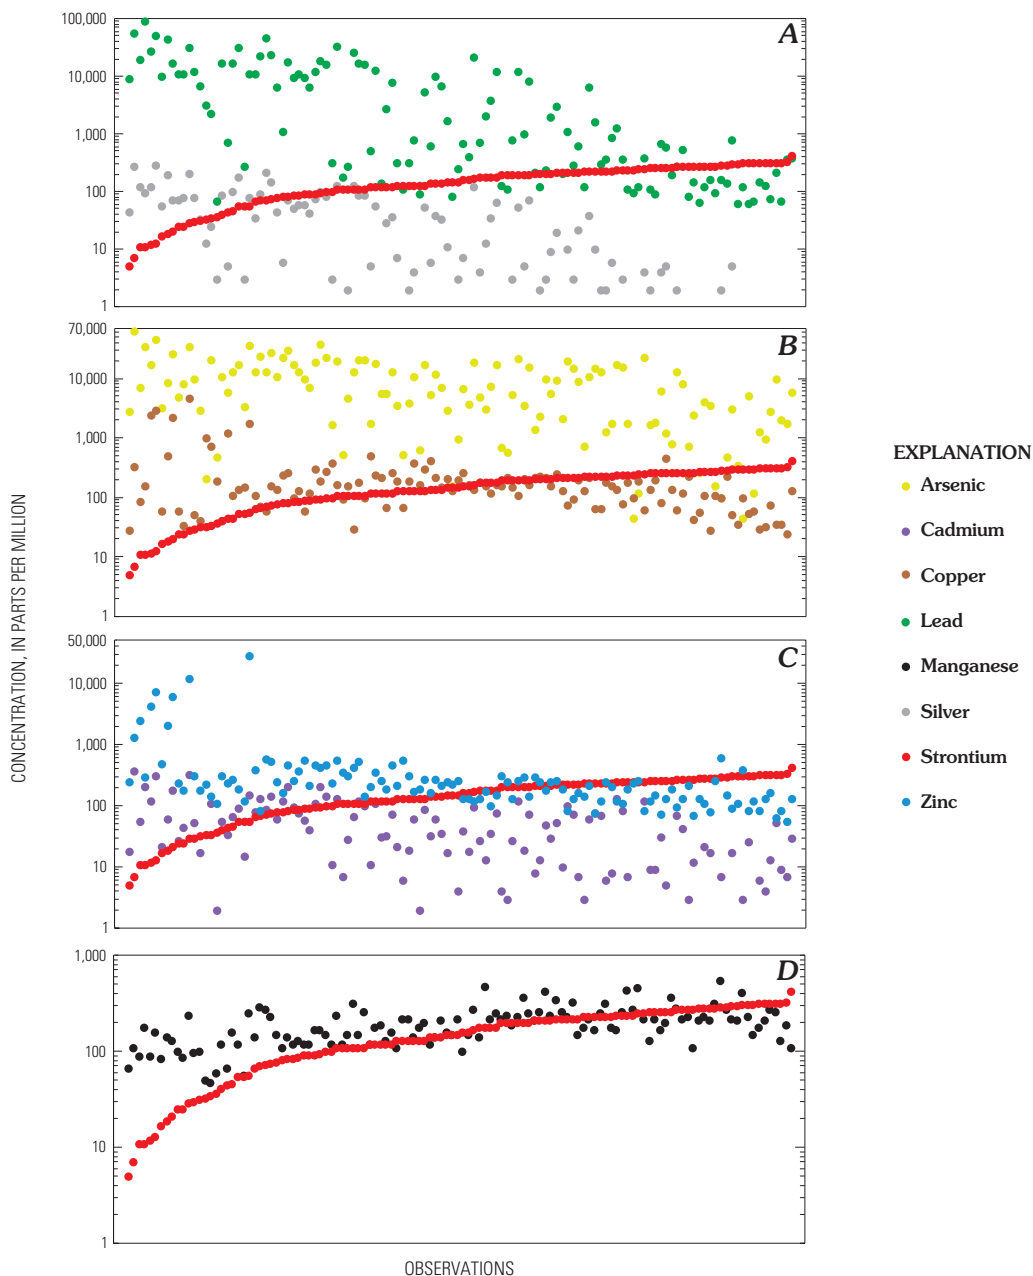 100,000
10,000
1,000
100
10
1
A
70,000
10,000
1,000
100
10
1
B
50,000
10,000
1,000
100
10
1
C
1,000
100
10
1
D
CONCENTRATION, IN PARTS PER MILLION
OBSERVATIONS
EXPLANATION
Arsenic
Cadmium
Copper
Lead
Manganese
Silver
Strontium
Zinc